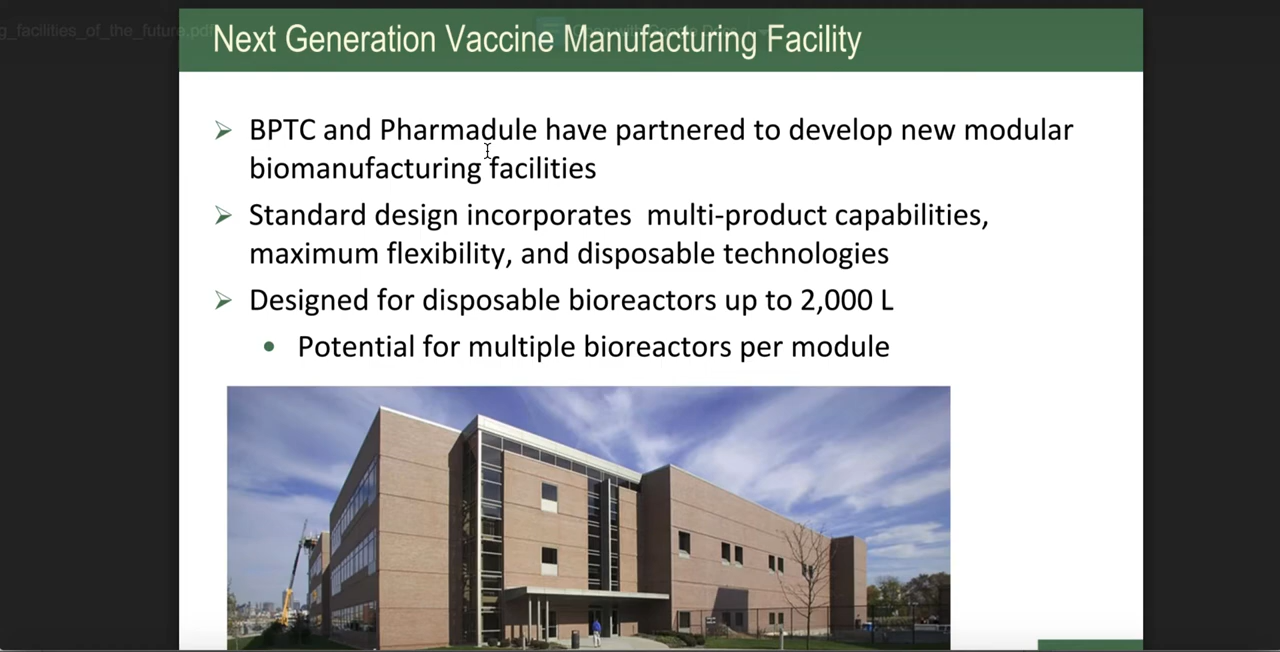 g_facilities_of_the_future.pdf
Next Generation Vaccine Manufacturing Facility
➢ BPTC and Pharmadule have partnered to develop new modular
biomanufacturing facilities
➢ Standard design incorporates  multi-product capabilities,
maximum flexibility, and disposable technologies
➢ Designed for disposable bioreactors up to 2,000 L
• Potential for multiple bioreactors per module